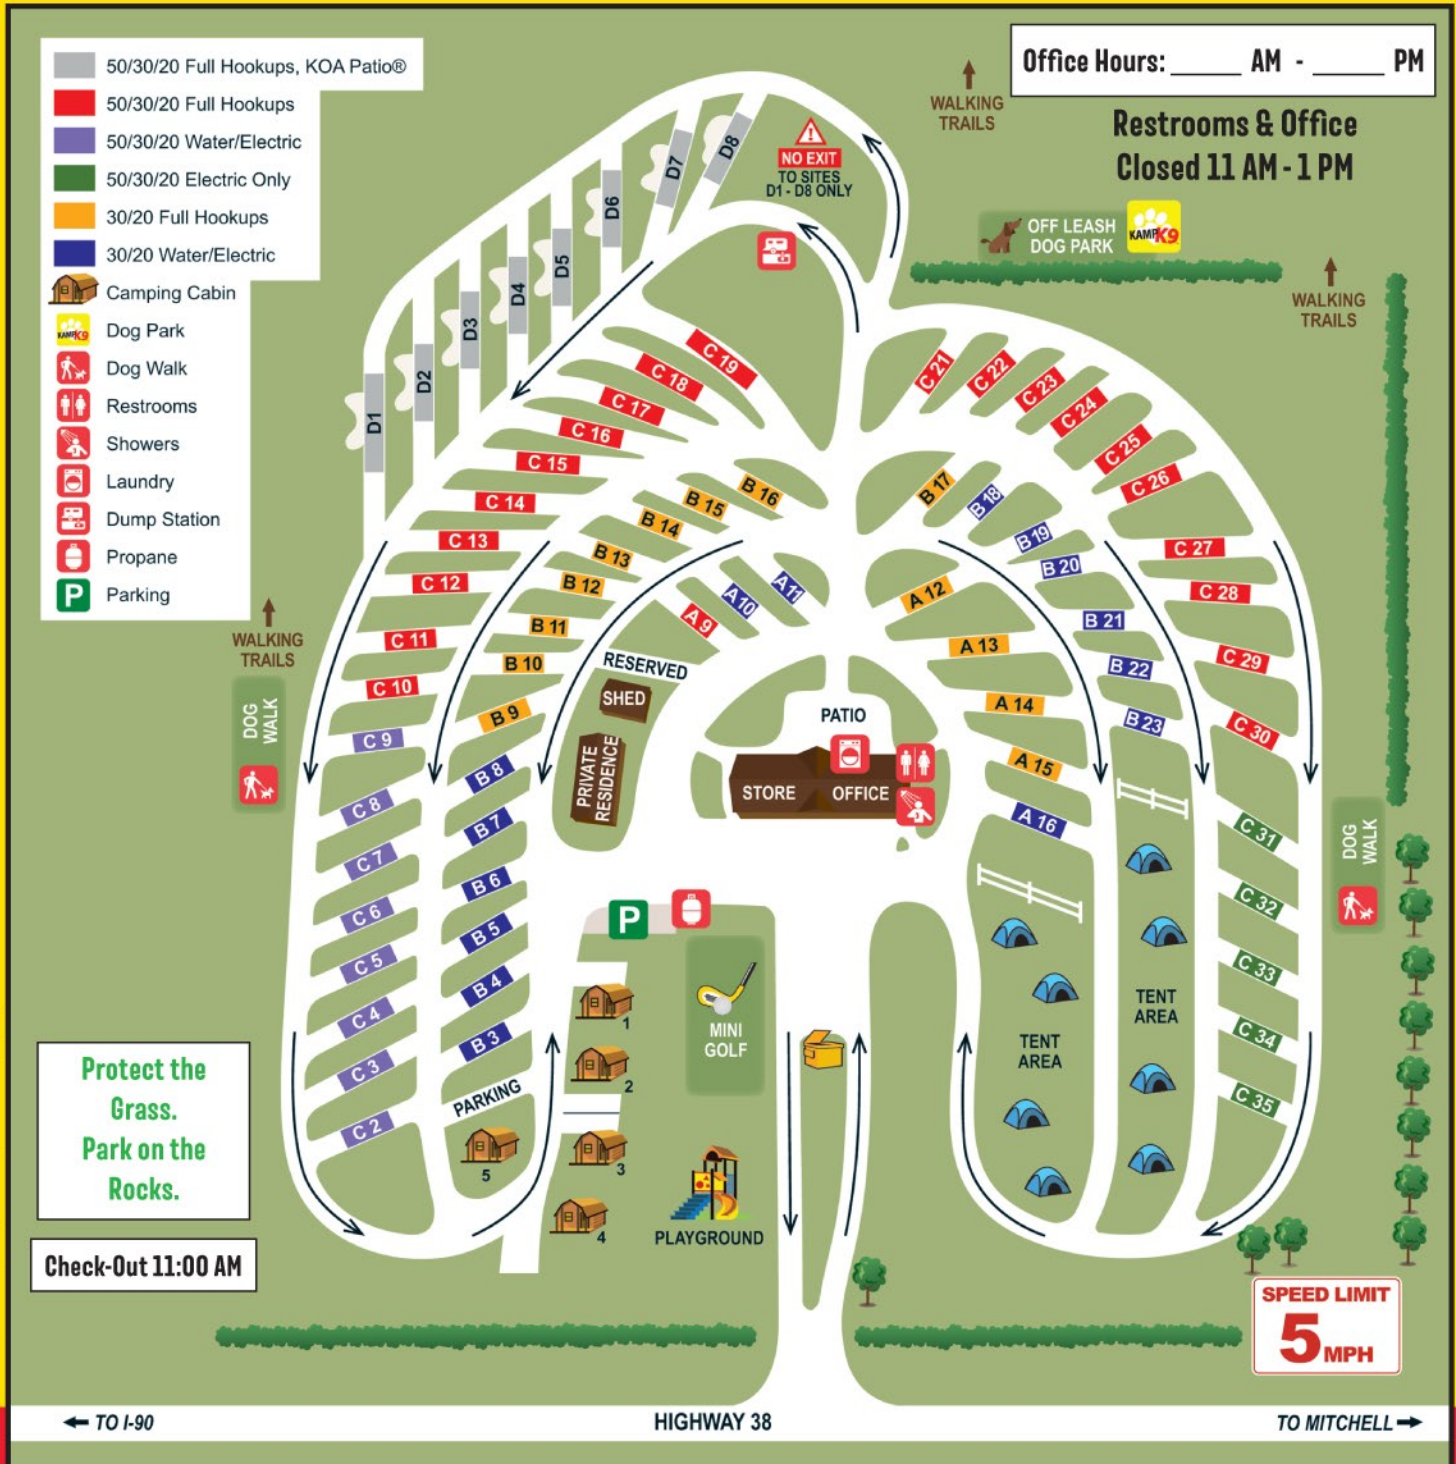 50/30/20 Full Hookups, KOA Patio®
50/30/20 Full Hookups
50/30/20 Water/Electric
50/30/20 Electric Only
30/20 Full Hookups
30/20 Water/Electric
Camping Cabin
KAMPK9
Dog Park
Dog Walk
Restrooms
Showers
Laundry
Dump Station
Propane
P
Parking
Office Hours: _____ AM - _____ PM
Restrooms & Office
Closed 11 AM - 1 PM
WALKING
TRAILS
!
NO EXIT
TO SITES
D1 - D8 ONLY
OFF LEASH
DOG PARK
KAMPK9
WALKING
TRAILS
D1
D2
D3
D4
D5
D6
D7
D8
C 19
C 18
C 17
C 16
C 15
C 14
C 13
C 12
C 11
C 10
C 9
C 8
C 7
C 6
C 5
C 4
C 3
C 2
C 21
C 22
C 23
C 24
C 25
C 26
C 27
C 28
C 29
C 30
C 31
C 32
C 33
C 34
C 35
B 16
B 15
B 14
B 13
B 12
B 11
B 10
B 9
B 8
B 7
B 6
B 5
B 4
B 3
B 17
B 18
B 19
B 20
B 21
B 22
B 23
A 9
A 10
A 11
A 12
A 13
A 14
A 15
A 16
WALKING
TRAILS
DOG
WALK
RESERVED
SHED
PRIVATE
RESIDENCE
PATIO
STORE
OFFICE
DOG
WALK
P
MINI
GOLF
1
2
3
4
PARKING
5
PLAYGROUND
TENT
AREA
TENT
AREA
Protect the
Grass.
Park on the
Rocks.
Check-Out 11:00 AM
SPEED LIMIT
5 MPH
TO I-90
HIGHWAY 38
TO MITCHELL